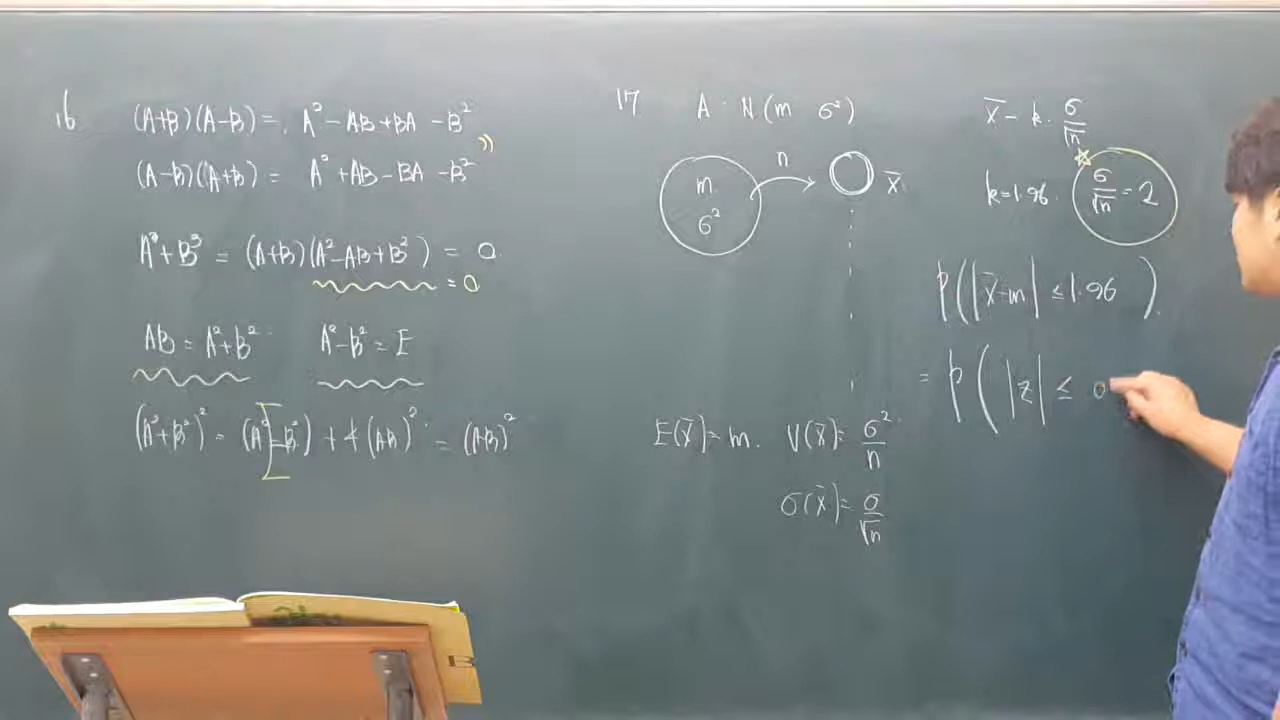 16
(A+B)(A-B)= A² - AB + BA - B²
(A-B)(A+B) = A² + AB - BA - B²
A³+B³ = (A+B)(A²-AB+B²) = 0
= 0
AB = A²+B² A²-B² = E
(A²+B²)² = (A²-B²) + 4(AB)² = (AB)²
17 A · N(m σ²)
m
σ²
n
x̄
E(x̄)= m. V(x̄)= σ²/n
σ(x̄)= σ/√n
x̄ - k · σ/√n
k=1.96. σ/√n = 2
P(|x̄-m| ≤ 1.96 ).
= P( |z| ≤ 0